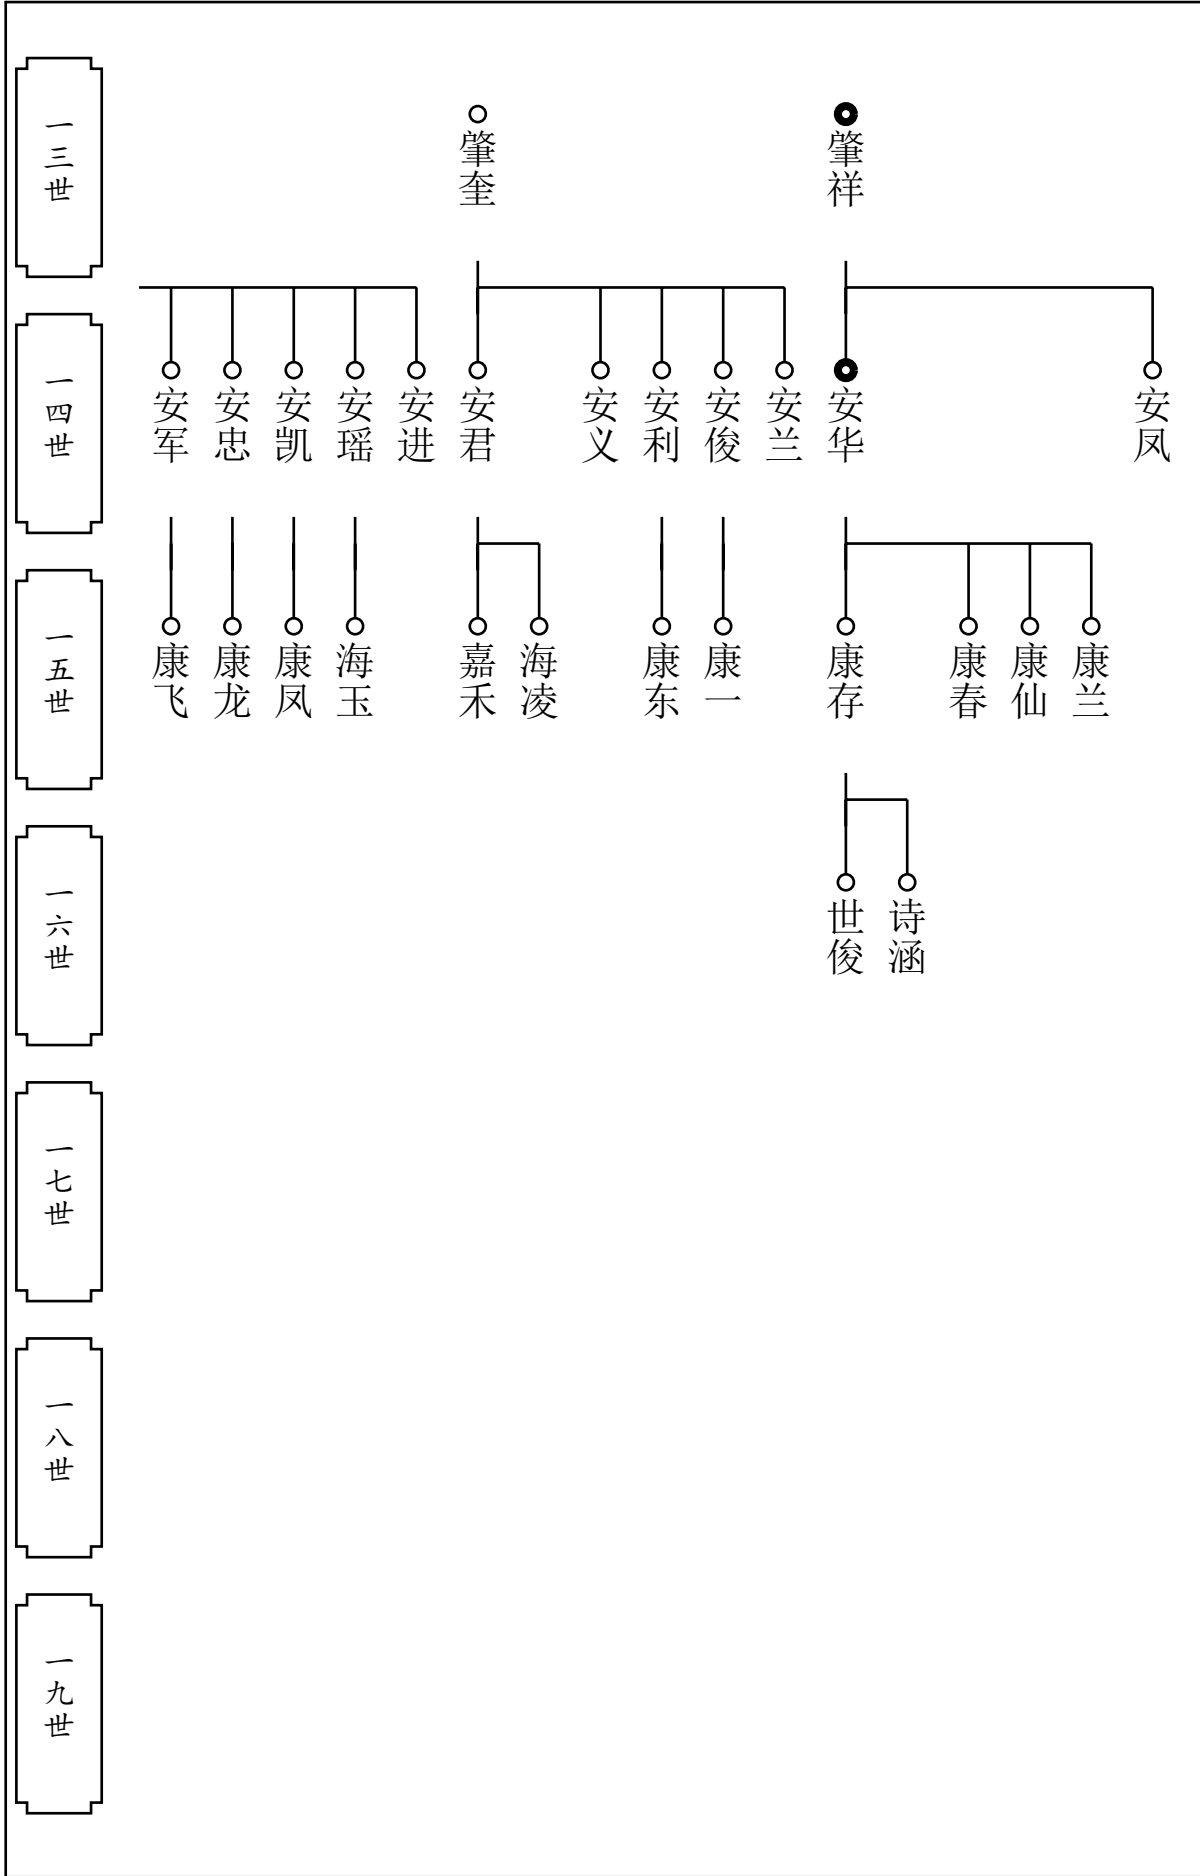 一三世
肇奎
肇祥
一四世
安军
安忠
安凯
安瑶
安进
安君
安义
安利
安俊
安兰
安华
安凤
一五世
康飞
康龙
康凤
海玉
嘉禾
海凌
康东
康一
康存
康春
康仙
康兰
一六世
世俊
诗涵
一七世
一八世
一九世